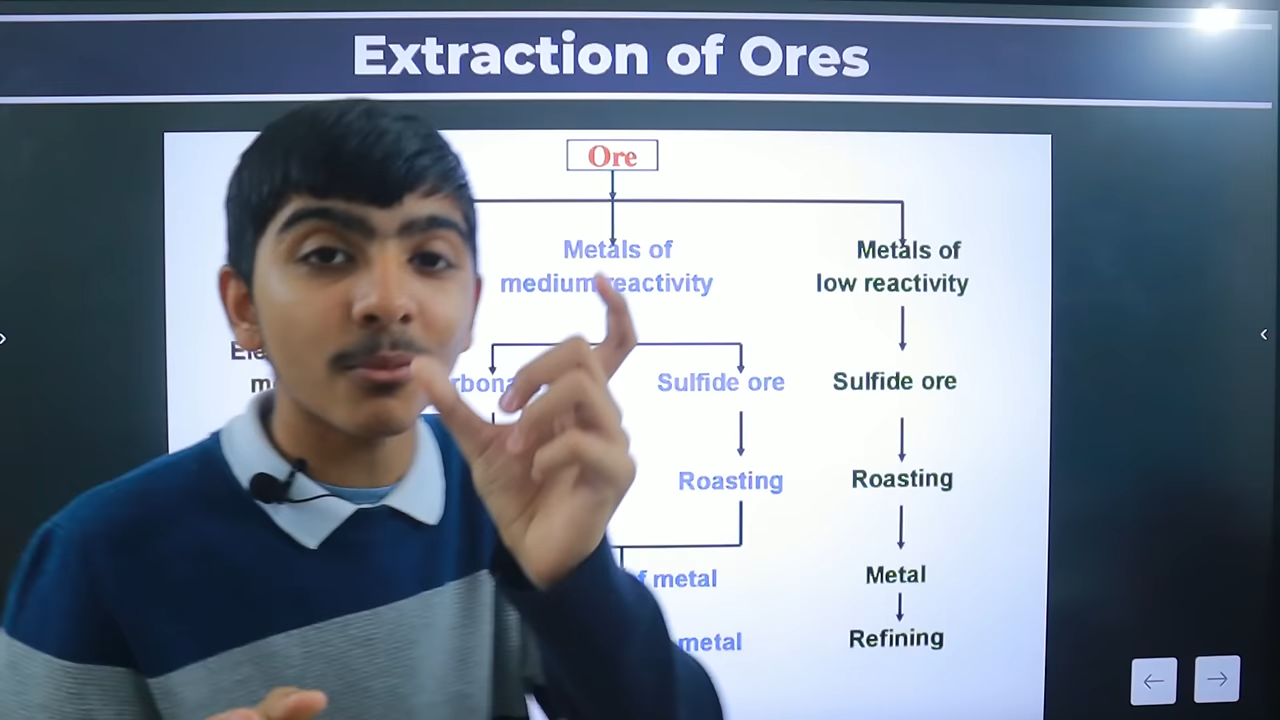 Extraction of Ores
Ore
Metals of
medium reactivity
Metals of
low reactivity
Sulfide ore
Sulfide ore
Roasting
Roasting
metal
Metal
metal
Refining